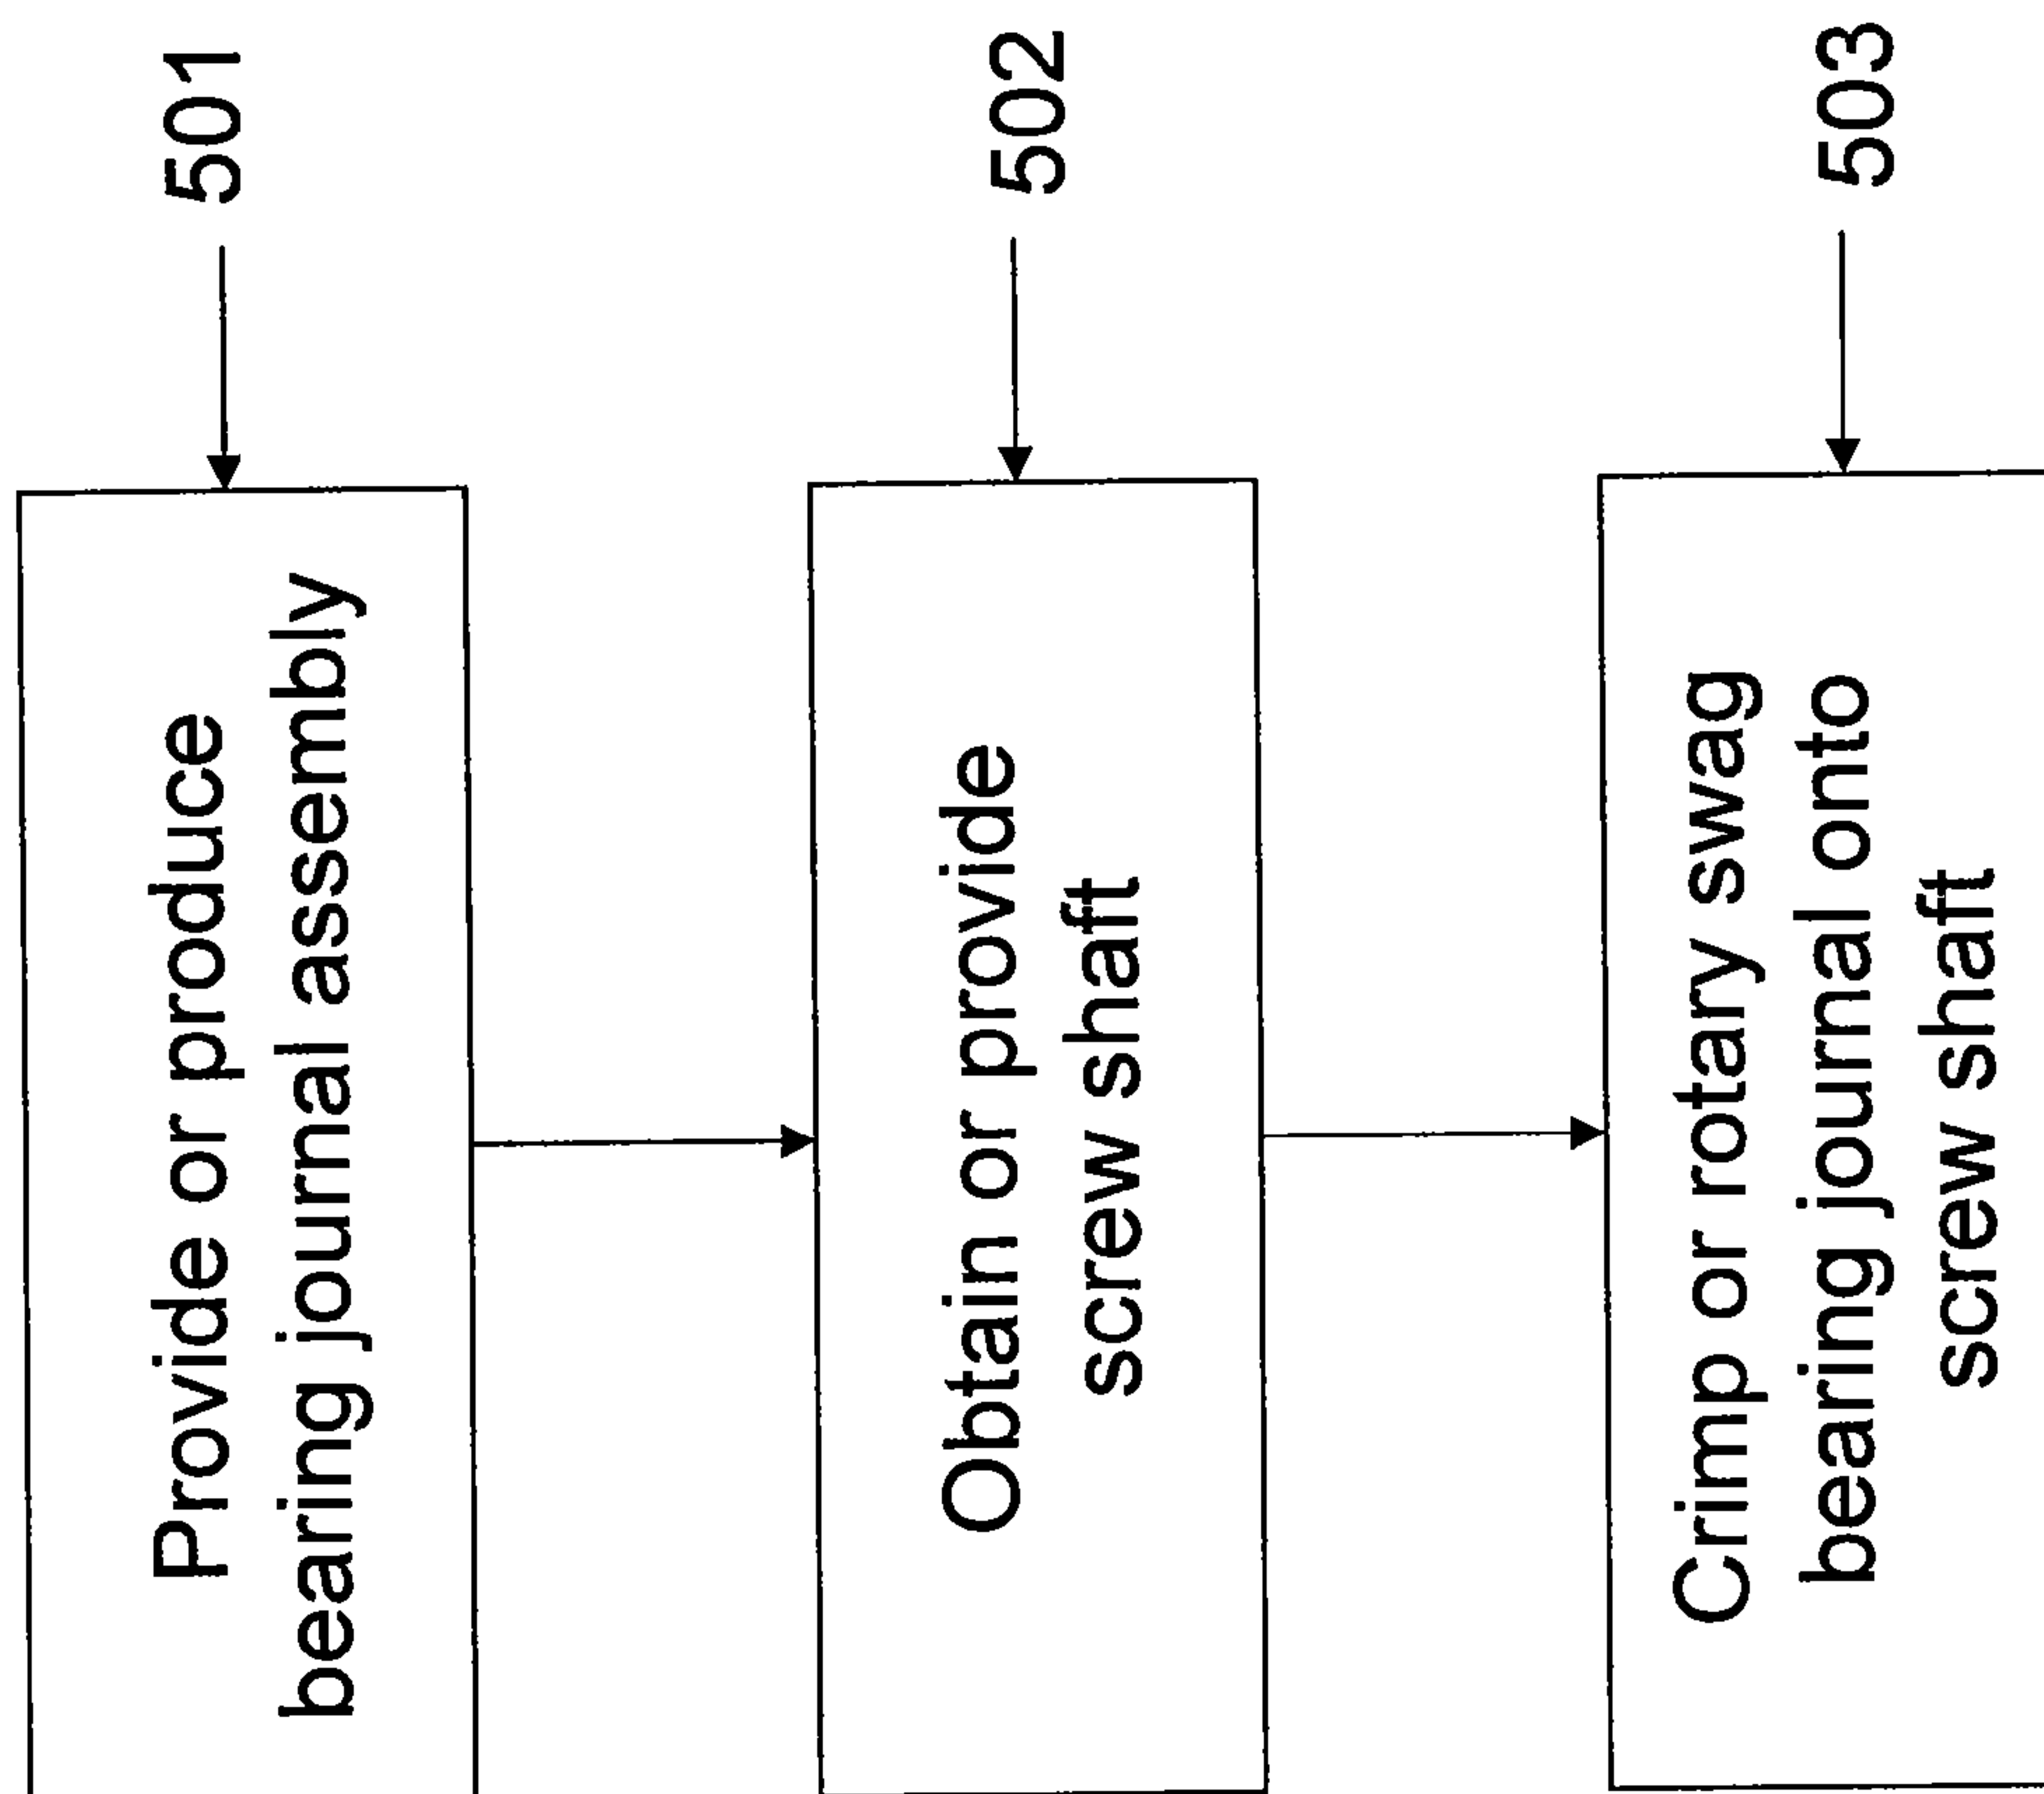 Provide or produce
bearing journal assembly
501
Obtain or provide
screw shaft
502
Crimp or rotary swag
bearing journal onto
screw shaft
503